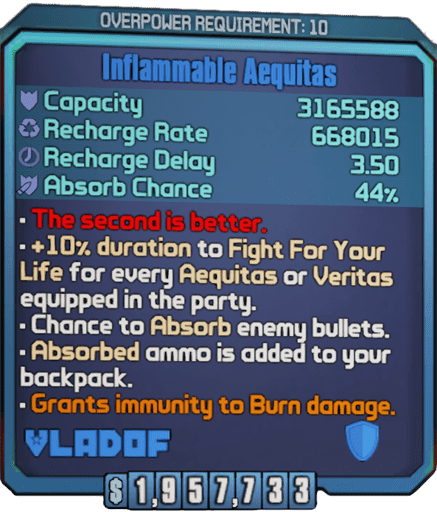 OVERPOWER REQUIREMENT: 10
Inflammable Aequitas
Capacity 3165588
Recharge Rate 668015
Recharge Delay 3.50
Absorb Chance 44%
• The second is better.
• +10% duration to Fight For Your
Life for every Aequitas or Veritas
equipped in the party.
• Chance to Absorb enemy bullets.
• Absorbed ammo is added to your
backpack.
• Grants immunity to Burn damage.
VLADOF
$1,957,733